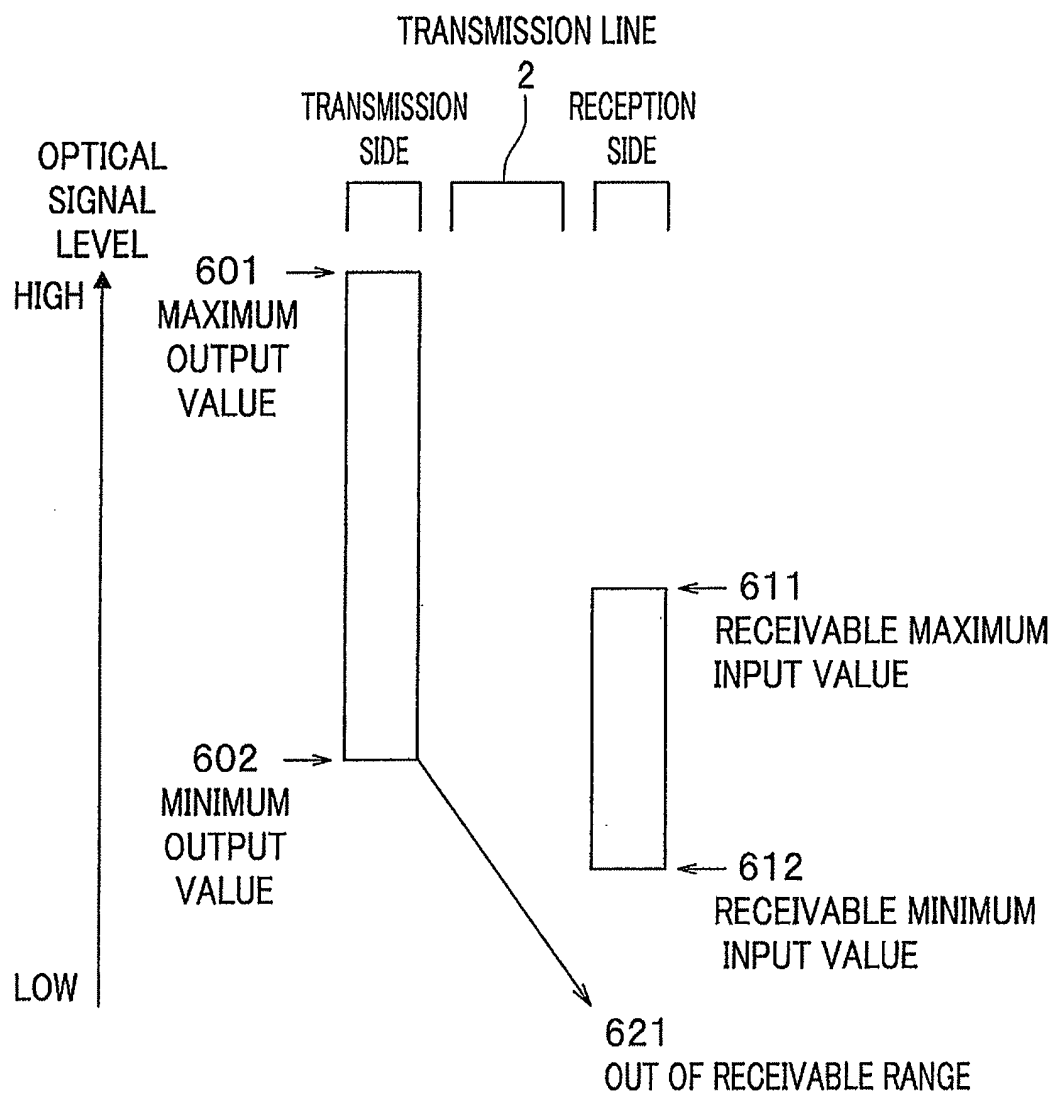 TRANSMISSION LINE
2
TRANSMISSION
SIDE
RECEPTION
SIDE
OPTICAL
SIGNAL
LEVEL
HIGH
601
MAXIMUM
OUTPUT
VALUE
611
RECEIVABLE MAXIMUM
INPUT VALUE
602
MINIMUM
OUTPUT
VALUE
612
RECEIVABLE MINIMUM
INPUT VALUE
LOW
621
OUT OF RECEIVABLE RANGE